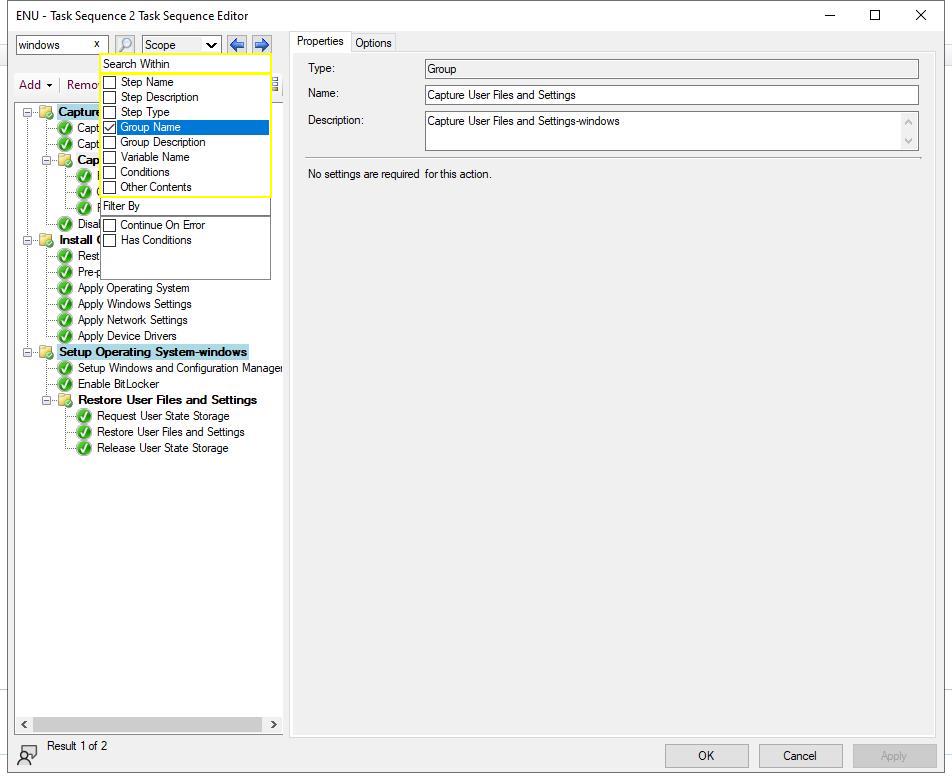 ENU - Task Sequence 2 Task Sequence Editor
windows x Scope
Search Within
Add Remo
Step Name
Step Description
Step Type
Group Name
Group Description
Variable Name
Conditions
Other Contents
Filter By
Continue On Error
Has Conditions
Capture
Capt
Capt
Cap
Disal
Install
Rest
Pre-p
Apply Operating System
Apply Windows Settings
Apply Network Settings
Apply Device Drivers
Setup Operating System-windows
Setup Windows and Configuration Manager
Enable BitLocker
Restore User Files and Settings
Request User State Storage
Restore User Files and Settings
Release User State Storage
Result 1 of 2
Properties Options
Type: Group
Name: Capture User Files and Settings
Description: Capture User Files and Settings-windows
No settings are required for this action.
OK Cancel Apply